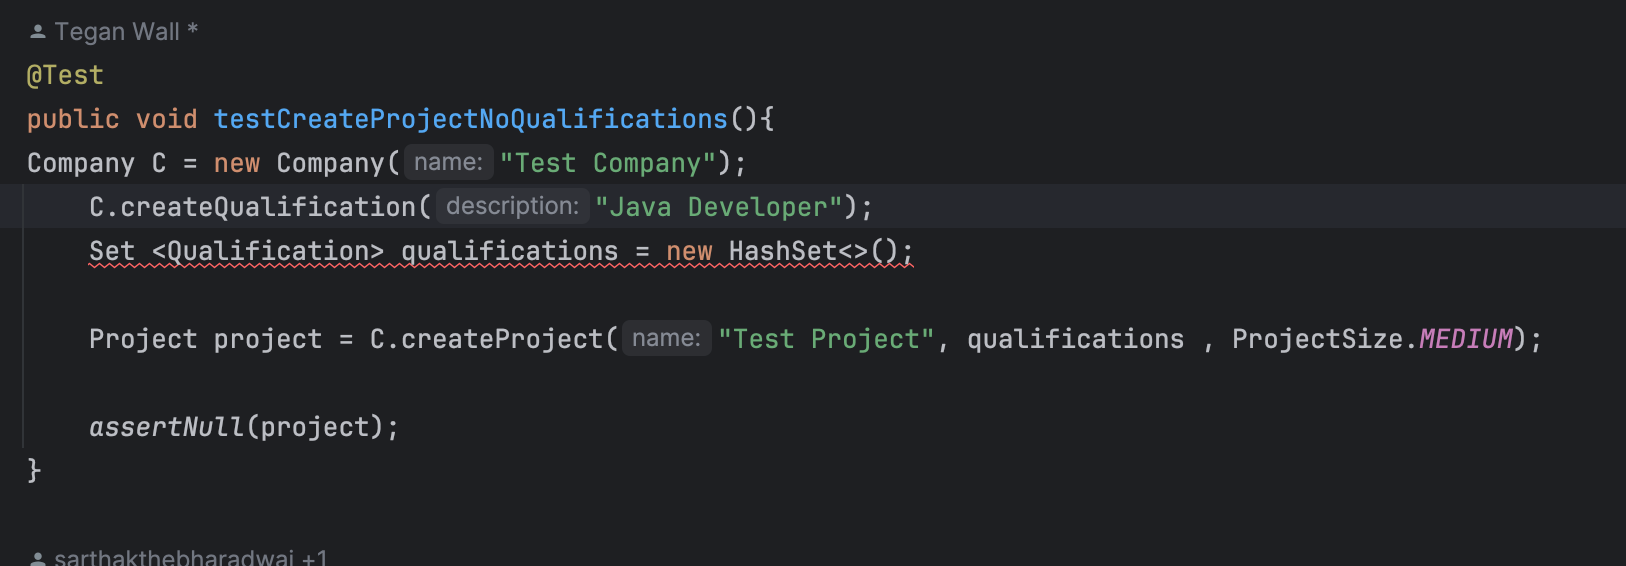 Tegan Wall *
@Test
public void testCreateProjectNoQualifications(){
Company C = new Company( name: "Test Company");
C.createQualification( description: "Java Developer");
Set <Qualification> qualifications = new HashSet<>();
Project project = C.createProject( name: "Test Project", qualifications , ProjectSize.MEDIUM);
assertNull(project);
}
sarthakthebharadwaj +1